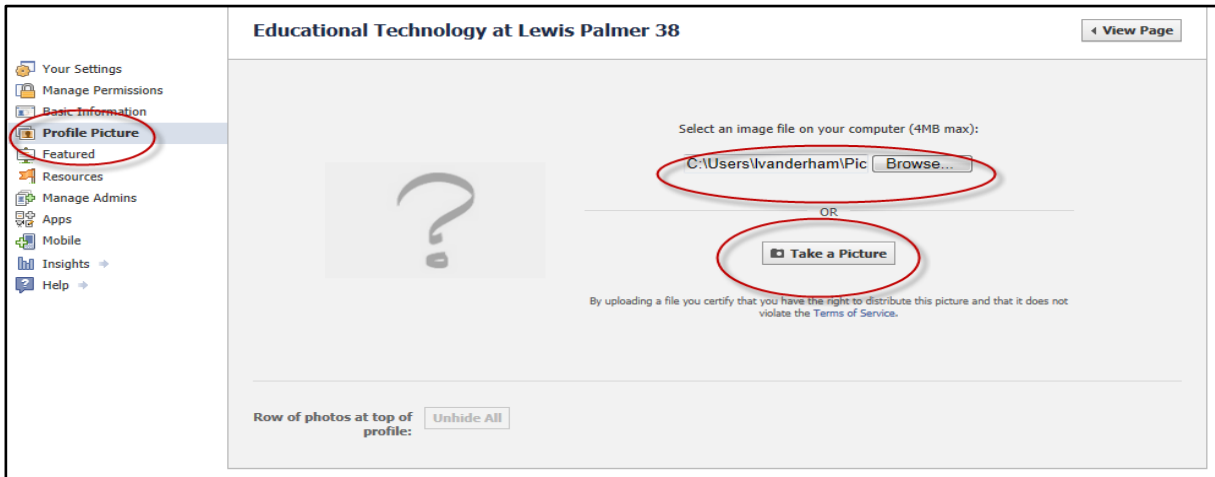 Educational Technology at Lewis Palmer 38
View Page
Your Settings
Manage Permissions
Basic Information
Profile Picture
Featured
Resources
Manage Admins
Apps
Mobile
Insights
Help
Select an image file on your computer (4MB max):
C:\Users\lvanderham\Pic Browse...
OR
Take a Picture
By uploading a file you certify that you have the right to distribute this picture and that it does not
violate the Terms of Service.
Row of photos at top of Unhide All
profile: